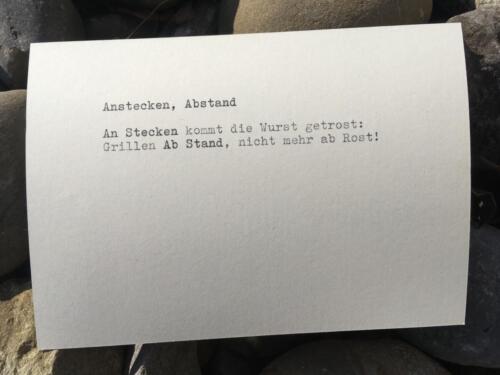 Anstecken, Abstand
An Stecken kommt die Wurst getrost:
Grillen Ab Stand, nicht mehr ab Rost!